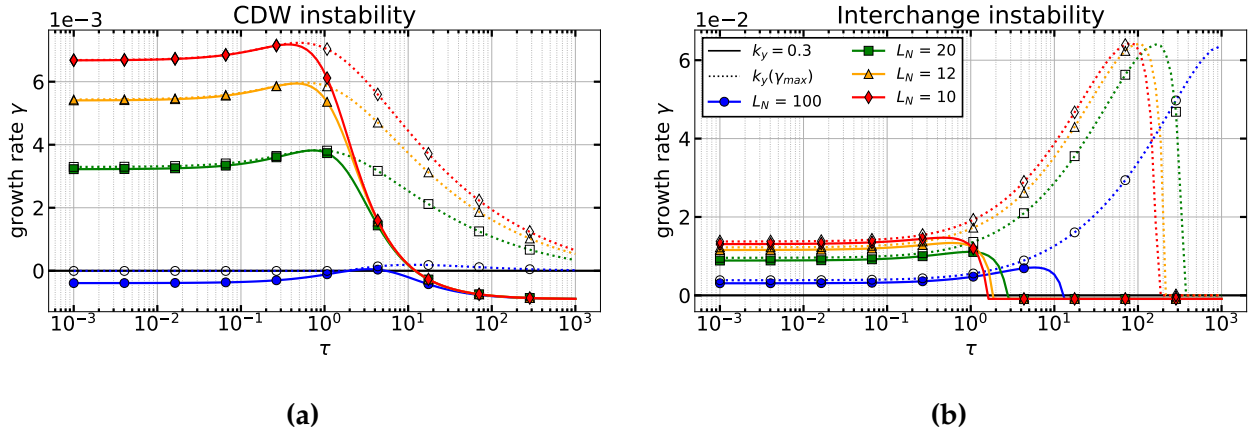 CDW instability
1e−3
growth rate γ
6
4
2
0
10⁻³ 10⁻² 10⁻¹ 10⁰ 10¹ 10² 10³
τ
(a)
Interchange instability
1e−2
growth rate γ
6
4
2
0
k_y = 0.3
k_y(γ_max)
L_N = 100
L_N = 20
L_N = 12
L_N = 10
10⁻³ 10⁻² 10⁻¹ 10⁰ 10¹ 10² 10³
τ
(b)